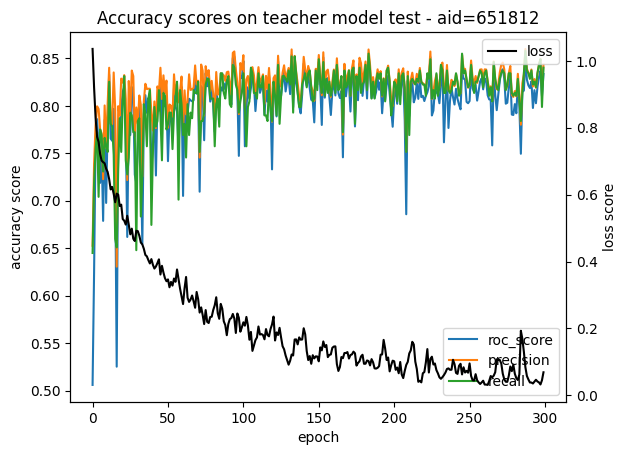 Accuracy scores on teacher model test - aid=651812
accuracy score
0.85
0.80
0.75
0.70
0.65
0.60
0.55
0.50
loss
1.0
0.8
0.6
0.4
0.2
0.0
loss score
roc_score
precision
recall
0 50 100 150 200 250 300
epoch